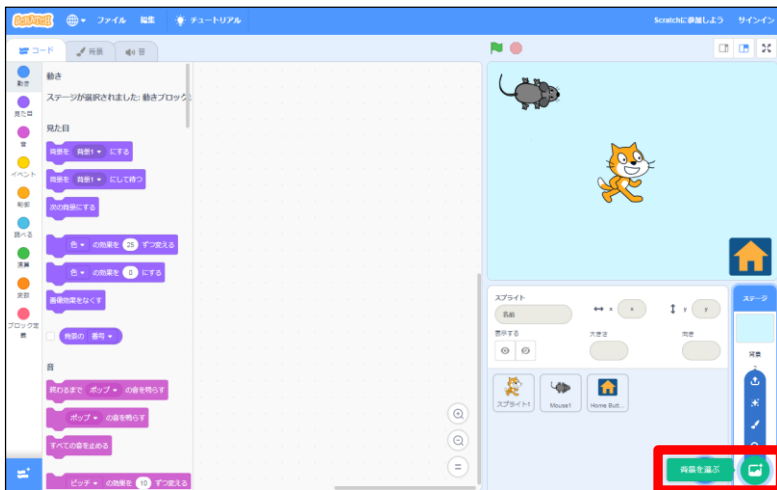 SCRATCH ファイル 編集 チュートリアル Scratchに参加しよう サインイン
コード 背景 音
動き
見た目
音
イベント
制御
調べる
演算
変数
ブロック定義
動き
ステージが選択されました: 動きブロック
見た目
背景を 背景1 にする
背景を 背景1 にして待つ
次の背景にする
色 の効果を 25 ずつ変える
色 の効果を 0 にする
画像効果をなくす
背景の 番号
音
終わるまで ポップ の音を鳴らす
ポップ の音を鳴らす
すべての音を止める
ピッチ の効果を 10 ずつ変える
スプライト
名前 x x y y
表示する 大きさ 向き
スプライト1 Mouse1 Home Butt...
ステージ
背景
2
背景を選ぶ